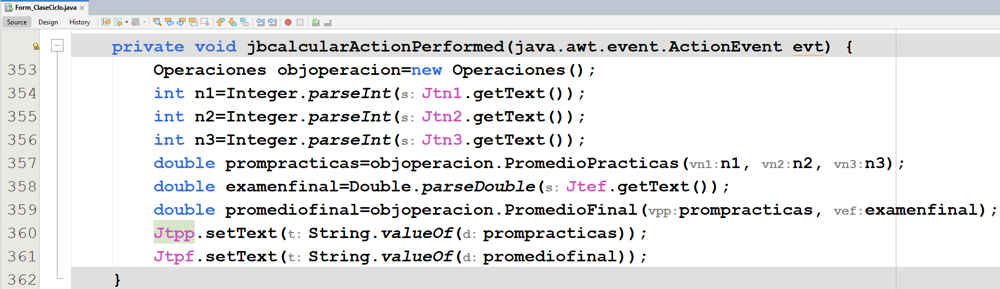 Form_ClaseCiclo.java
Source Design History
private void jbcalcularActionPerformed(java.awt.event.ActionEvent evt) {
353 Operaciones objoperacion=new Operaciones();
354 int n1=Integer.parseInt(s: Jtn1.getText());
355 int n2=Integer.parseInt(s: Jtn2.getText());
356 int n3=Integer.parseInt(s: Jtn3.getText());
357 double prompracticas=objoperacion.PromedioPracticas(vn1:n1, vn2:n2, vn3:n3);
358 double examenfinal=Double.parseDouble(s: Jtef.getText());
359 double promediofinal=objoperacion.PromedioFinal(vpp:prompracticas, vef:examenfinal);
360 Jtpp.setText(t: String.valueOf(d: prompracticas));
361 Jtpf.setText(t: String.valueOf(d: promediofinal));
362 }